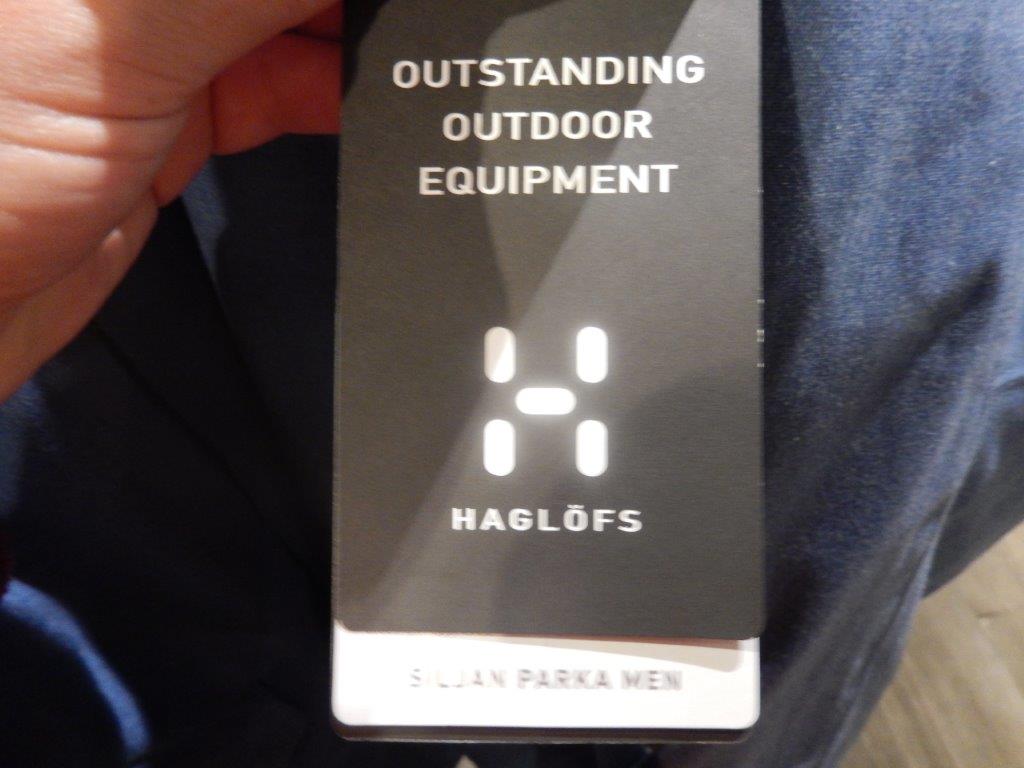 OUTSTANDING
OUTDOOR
EQUIPMENT
HAGLÖFS
SILJAN PARKA MEN